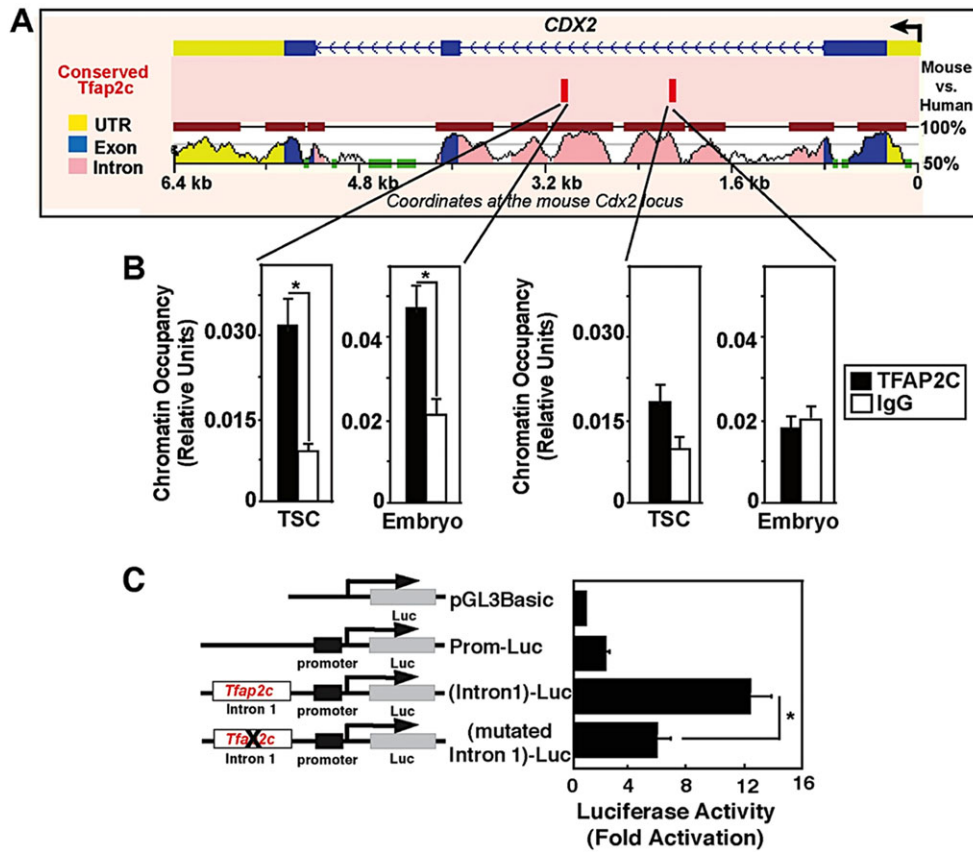 A
CDX2
Conserved
Tfap2c
UTR
Exon
Intron
Mouse
vs.
Human
100%
50%
6.4 kb
4.8 kb
3.2 kb
1.6 kb
0
Coordinates at the mouse Cdx2 locus
B
Chromatin Occupancy
(Relative Units)
0.030
0.015
0
TSC
*
0.04
0.02
0
Embryo
*
Chromatin Occupancy
(Relative Units)
0.030
0.015
0
TSC
0.04
0.02
0
Embryo
TFAP2C
IgG
C
Luc
pGL3Basic
promoter
Luc
Prom-Luc
Tfap2c
Intron 1
promoter
Luc
(Intron1)-Luc
Tfap2c
X
Intron 1
promoter
Luc
(mutated
Intron 1)-Luc
*
0 4 8 12 16
Luciferase Activity
(Fold Activation)